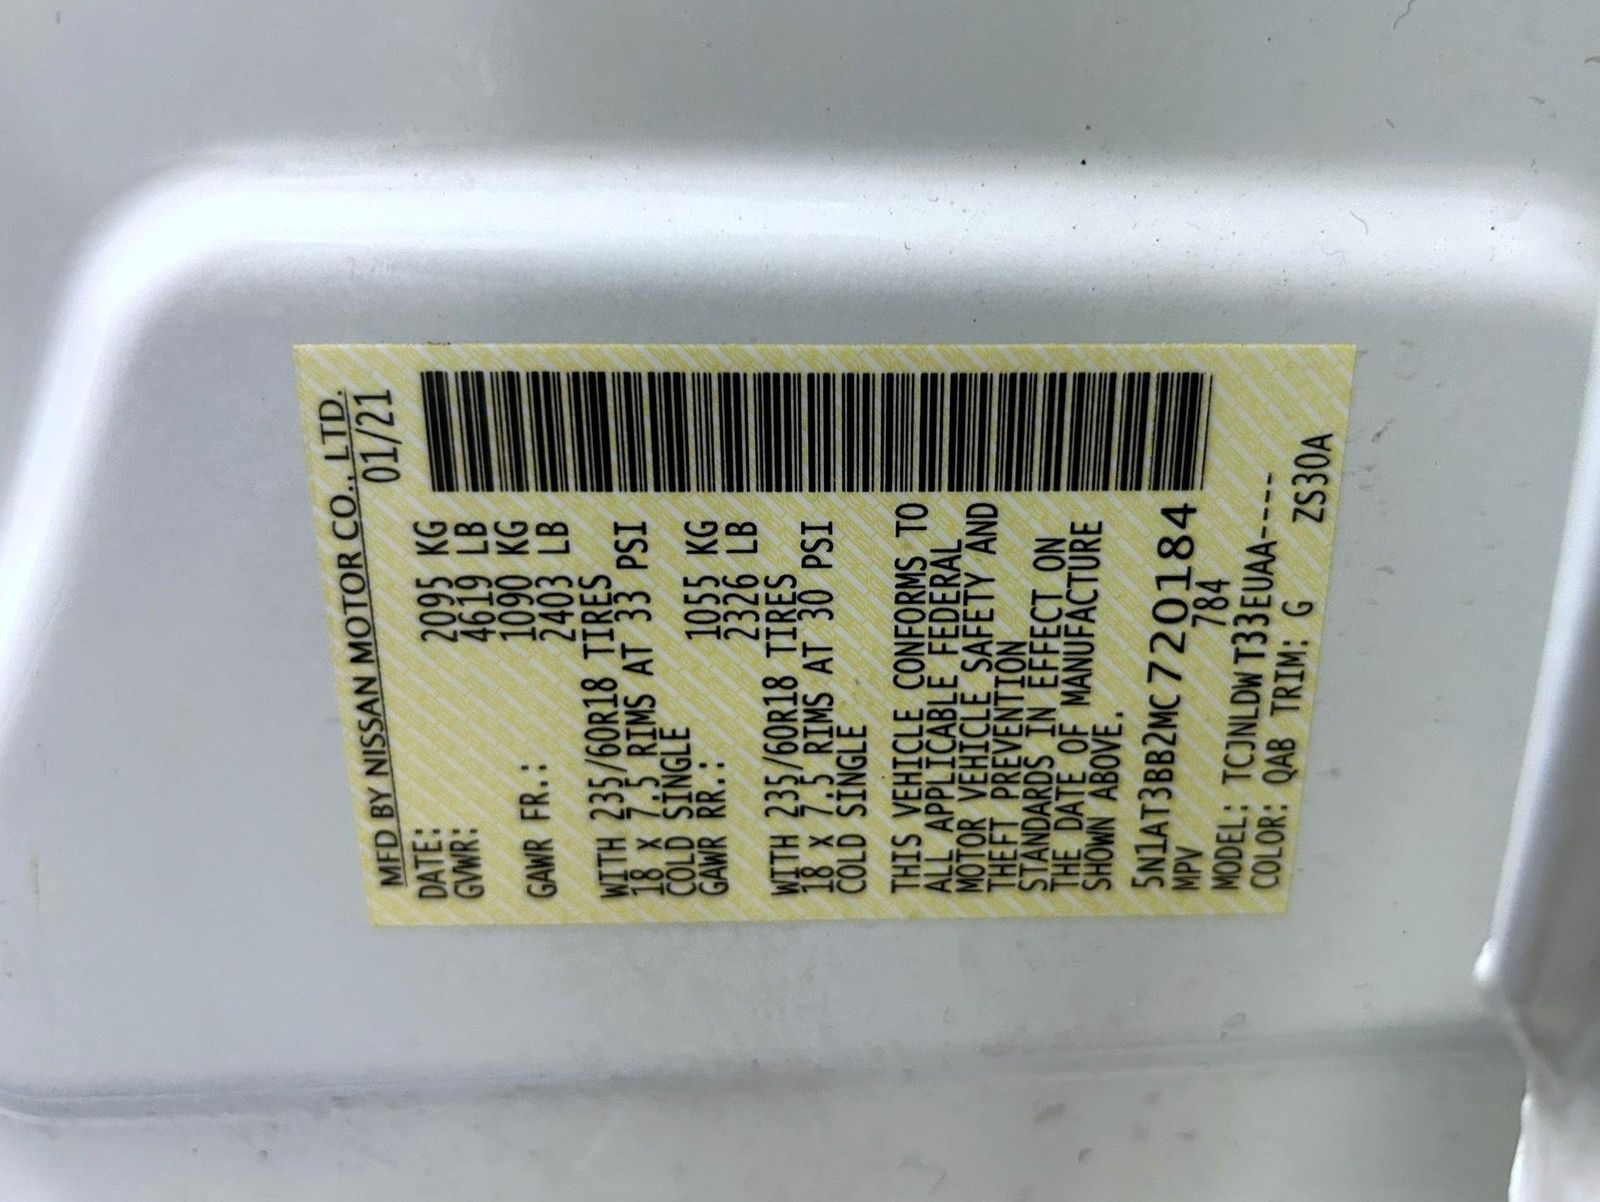 MFD BY NISSAN MOTOR CO., LTD.
DATE: 01/21
GVWR: 2095 KG
4619 LB
GAWR FR.: 1090 KG
2403 LB
WITH 235/60R18 TIRES
18 X 7.5 RIMS AT 33 PSI
COLD SINGLE
GAWR RR.: 1055 KG
2326 LB
WITH 235/60R18 TIRES
18 X 7.5 RIMS AT 30 PSI
COLD SINGLE
THIS VEHICLE CONFORMS TO
ALL APPLICABLE FEDERAL
MOTOR VEHICLE SAFETY AND
THEFT PREVENTION
STANDARDS IN EFFECT ON
THE DATE OF MANUFACTURE
SHOWN ABOVE.
5N1AT3BB2MC720184
MPV 784
MODEL: TCJNLDW T33EUAA----
COLOR: QAB TRIM: G ZS30A